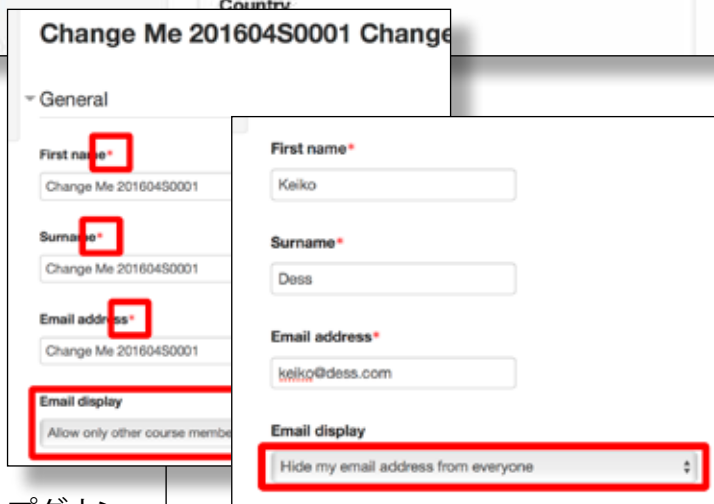 Country
Change Me 201604S0001 Change
General
First name*
Change Me 201604S0001
Surname*
Change Me 201604S0001
Email address*
Change Me 201604S0001
Email display
Allow only other course membe
First name*
Keiko
Surname*
Dess
Email address*
keiko@dess.com
Email display
Hide my email address from everyone